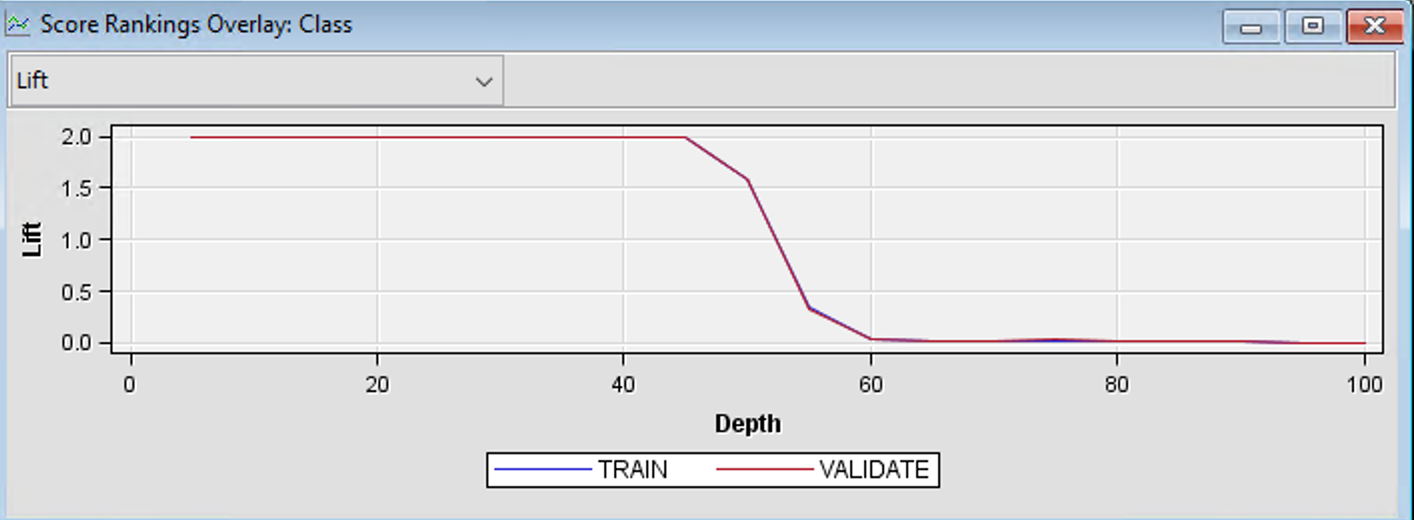 Score Rankings Overlay: Class
Lift
2.0
1.5
1.0
0.5
0.0
Lift
0 20 40 60 80 100
Depth
TRAIN VALIDATE